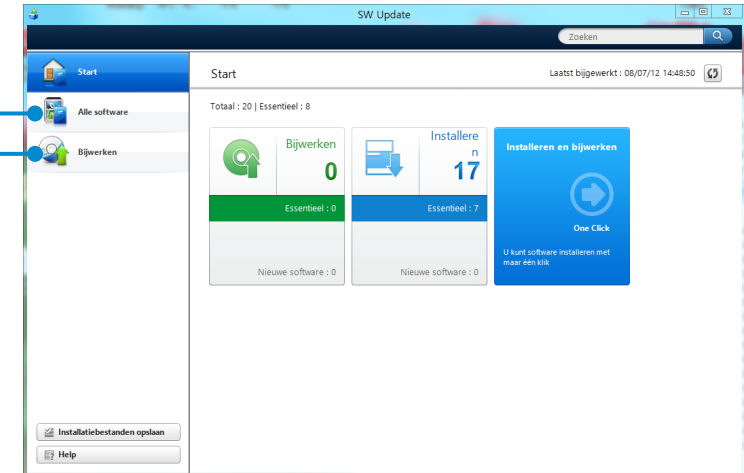 SW Update
Zoeken
Start
Alle software
Bijwerken
Installatiebestanden opslaan
Help
Start
Laatst bijgewerkt : 08/07/12 14:48:50
Totaal : 20 | Essentieel : 8
Bijwerken
0
Essentieel : 0
Nieuwe software : 0
Installere
n
17
Essentieel : 7
Nieuwe software : 0
Installeren en bijwerken
One Click
U kunt software installeren met
maar één klik